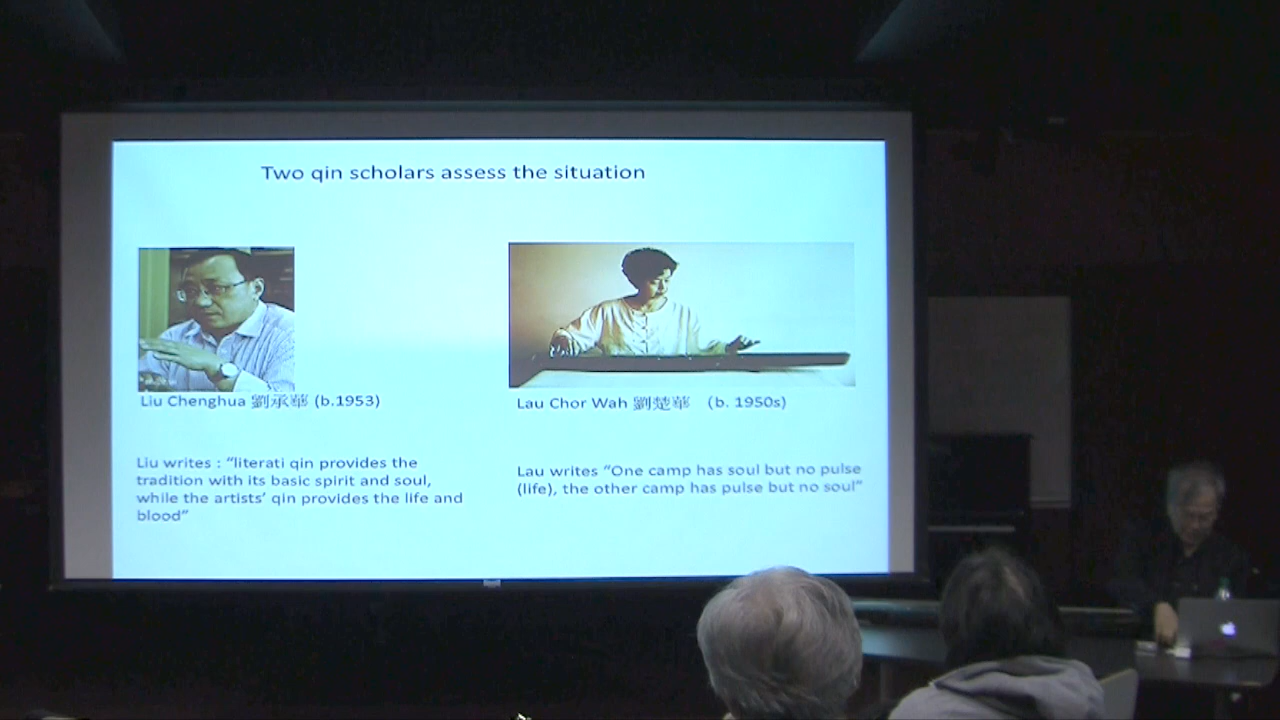 Two qin scholars assess the situation
Liu Chenghua 劉承華 (b.1953)
Lau Chor Wah 劉楚華 (b. 1950s)
Liu writes : “literati qin provides the
tradition with its basic spirit and soul,
while the artists’ qin provides the life and
blood”
Lau writes “One camp has soul but no pulse
(life), the other camp has pulse but no soul”